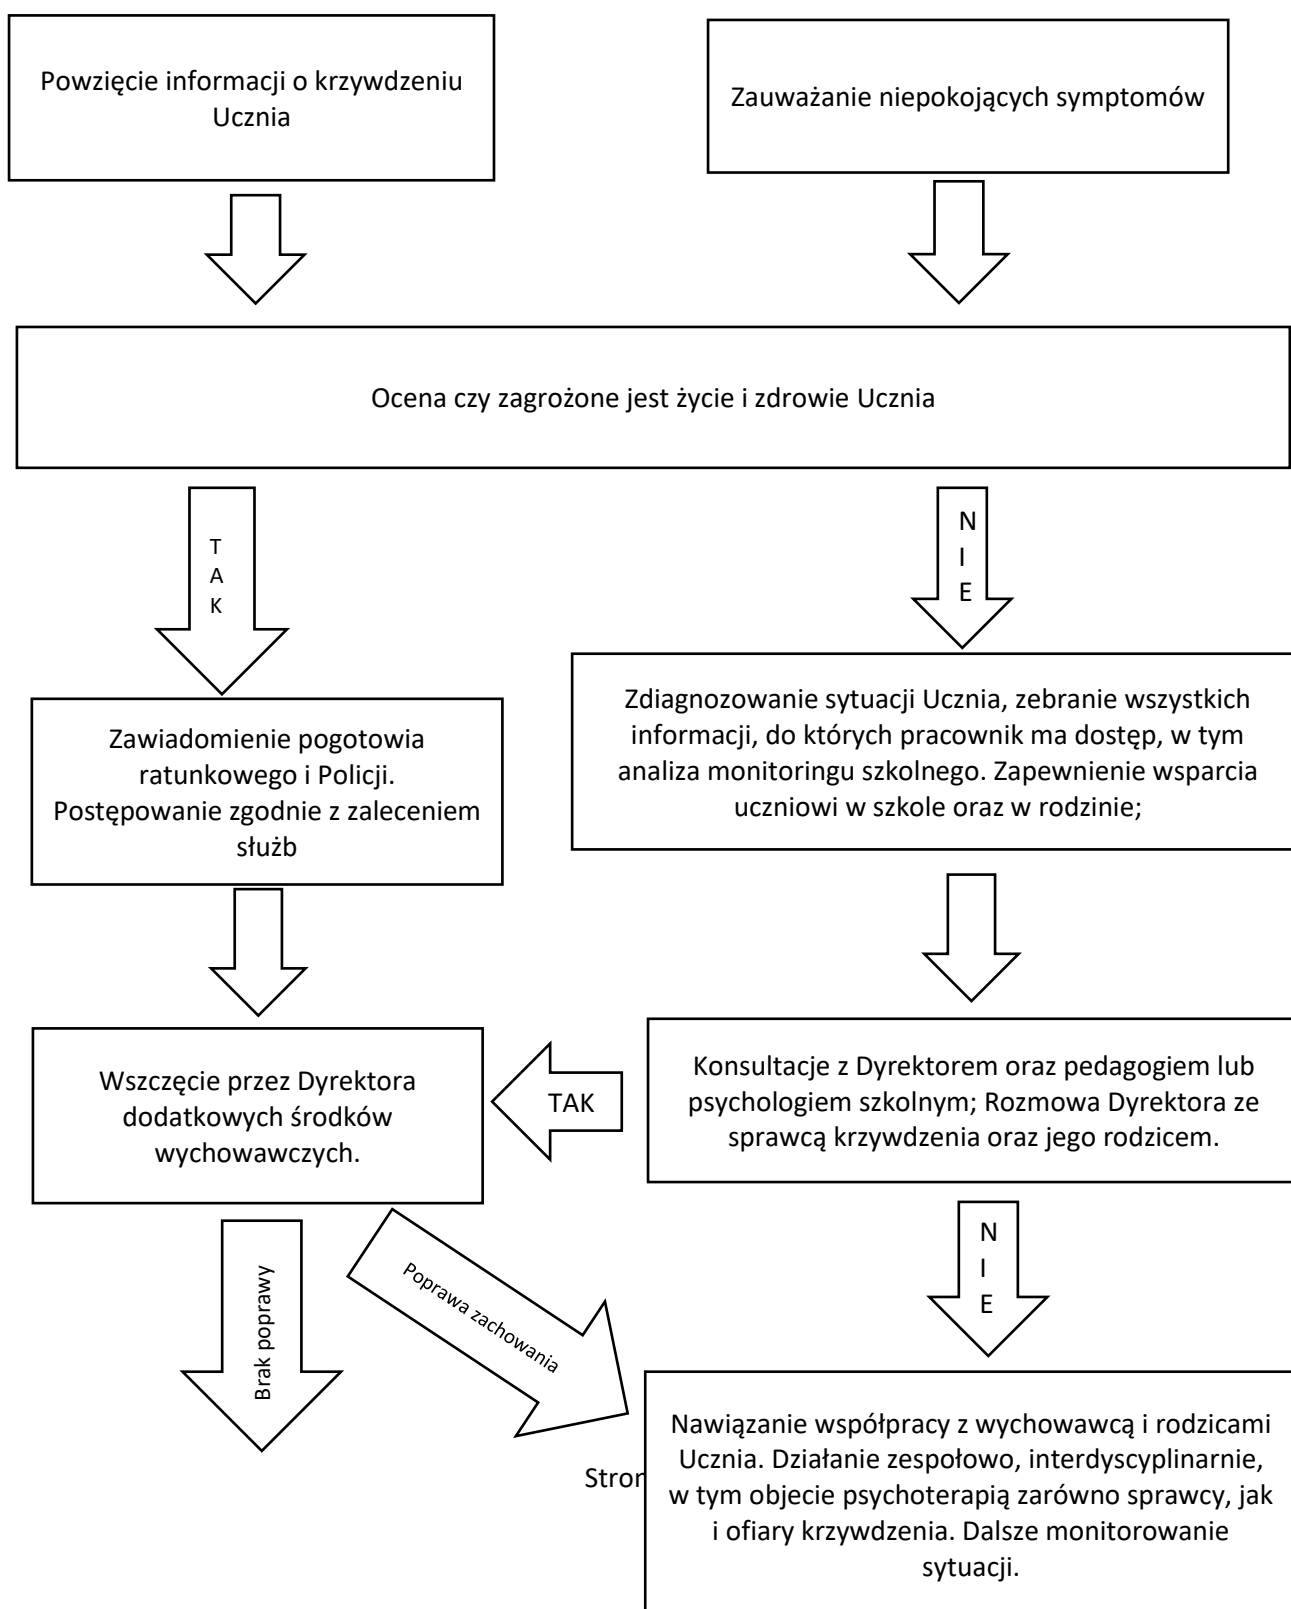 Powzięcie informacji o krzywdzeniu
Ucznia
Zauważanie niepokojących symptomów
Ocena czy zagrożone jest życie i zdrowie Ucznia
T
A
K
N
I
E
Zawiadomienie pogotowia
ratunkowego i Policji.
Postępowanie zgodnie z zaleceniem
służb
Zdiagnozowanie sytuacji Ucznia, zebranie wszystkich
informacji, do których pracownik ma dostęp, w tym
analiza monitoringu szkolnego. Zapewnienie wsparcia
uczniowi w szkole oraz w rodzinie;
Wszczęcie przez Dyrektora
dodatkowych środków
wychowawczych.
TAK
Konsultacje z Dyrektorem oraz pedagogiem lub
psychologiem szkolnym; Rozmowa Dyrektora ze
sprawcą krzywdzenia oraz jego rodzicem.
Brak poprawy
Poprawa zachowania
N
I
E
Nawiązanie współpracy z wychowawcą i rodzicami
Ucznia. Działanie zespołowo, interdyscyplinarnie,
w tym objecie psychoterapią zarówno sprawcy, jak
i ofiary krzywdzenia. Dalsze monitorowanie
sytuacji.